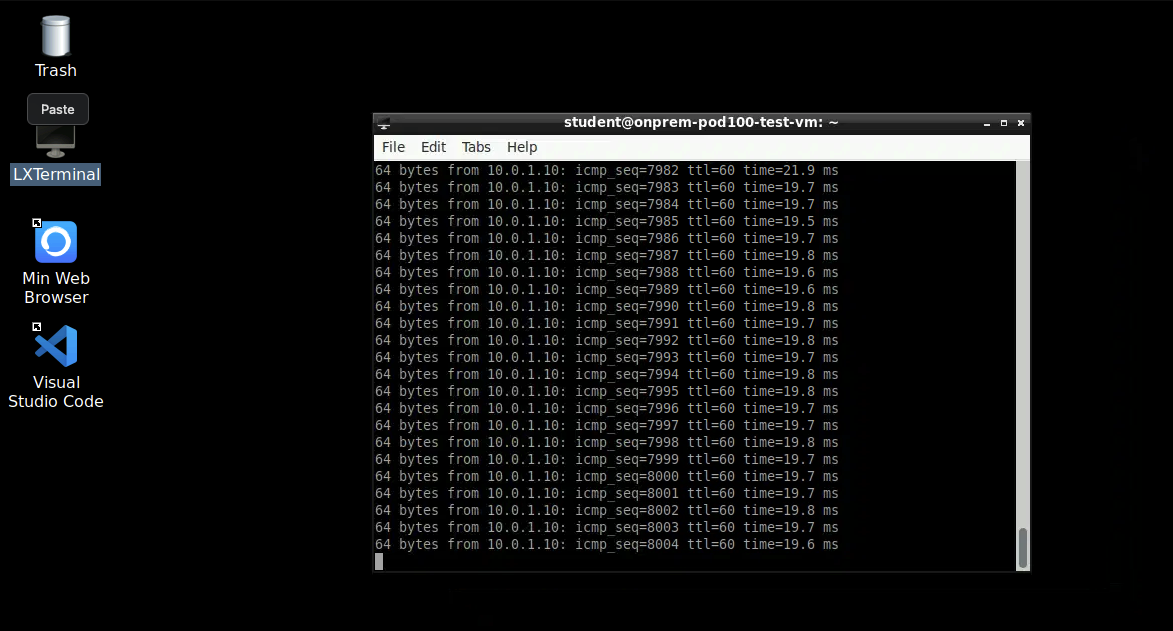 Trash
Paste
LXTerminal
Min Web
Browser
Visual
Studio Code
student@onprem-pod100-test-vm: ~
File Edit Tabs Help
64 bytes from 10.0.1.10: icmp_seq=7982 ttl=60 time=21.9 ms
64 bytes from 10.0.1.10: icmp_seq=7983 ttl=60 time=19.7 ms
64 bytes from 10.0.1.10: icmp_seq=7984 ttl=60 time=19.7 ms
64 bytes from 10.0.1.10: icmp_seq=7985 ttl=60 time=19.5 ms
64 bytes from 10.0.1.10: icmp_seq=7986 ttl=60 time=19.7 ms
64 bytes from 10.0.1.10: icmp_seq=7987 ttl=60 time=19.8 ms
64 bytes from 10.0.1.10: icmp_seq=7988 ttl=60 time=19.6 ms
64 bytes from 10.0.1.10: icmp_seq=7989 ttl=60 time=19.6 ms
64 bytes from 10.0.1.10: icmp_seq=7990 ttl=60 time=19.8 ms
64 bytes from 10.0.1.10: icmp_seq=7991 ttl=60 time=19.7 ms
64 bytes from 10.0.1.10: icmp_seq=7992 ttl=60 time=19.8 ms
64 bytes from 10.0.1.10: icmp_seq=7993 ttl=60 time=19.7 ms
64 bytes from 10.0.1.10: icmp_seq=7994 ttl=60 time=19.8 ms
64 bytes from 10.0.1.10: icmp_seq=7995 ttl=60 time=19.8 ms
64 bytes from 10.0.1.10: icmp_seq=7996 ttl=60 time=19.7 ms
64 bytes from 10.0.1.10: icmp_seq=7997 ttl=60 time=19.7 ms
64 bytes from 10.0.1.10: icmp_seq=7998 ttl=60 time=19.8 ms
64 bytes from 10.0.1.10: icmp_seq=7999 ttl=60 time=19.7 ms
64 bytes from 10.0.1.10: icmp_seq=8000 ttl=60 time=19.7 ms
64 bytes from 10.0.1.10: icmp_seq=8001 ttl=60 time=19.7 ms
64 bytes from 10.0.1.10: icmp_seq=8002 ttl=60 time=19.8 ms
64 bytes from 10.0.1.10: icmp_seq=8003 ttl=60 time=19.7 ms
64 bytes from 10.0.1.10: icmp_seq=8004 ttl=60 time=19.6 ms